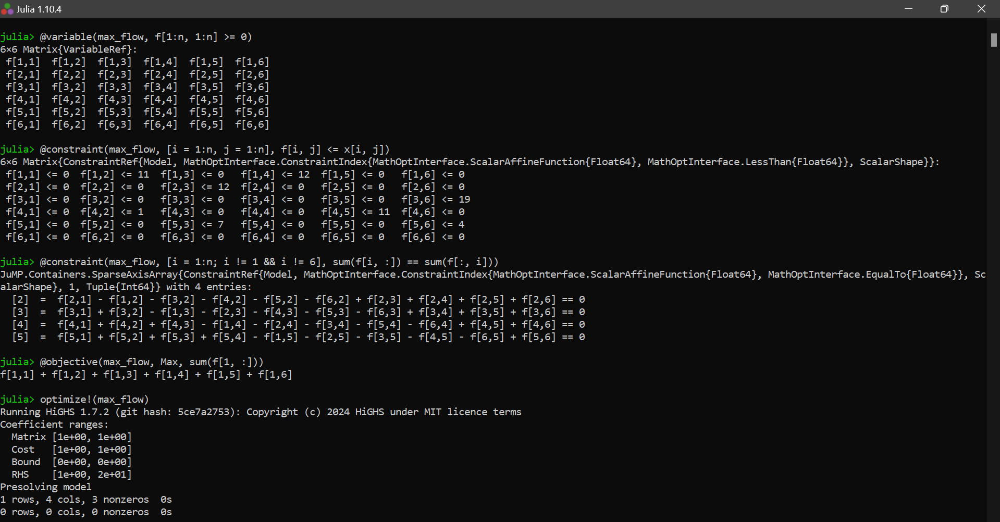 Julia 1.10.4
julia> @variable(max_flow, f[1:n, 1:n] >= 0)
6×6 Matrix{VariableRef}:
 f[1,1]  f[1,2]  f[1,3]  f[1,4]  f[1,5]  f[1,6]
 f[2,1]  f[2,2]  f[2,3]  f[2,4]  f[2,5]  f[2,6]
 f[3,1]  f[3,2]  f[3,3]  f[3,4]  f[3,5]  f[3,6]
 f[4,1]  f[4,2]  f[4,3]  f[4,4]  f[4,5]  f[4,6]
 f[5,1]  f[5,2]  f[5,3]  f[5,4]  f[5,5]  f[5,6]
 f[6,1]  f[6,2]  f[6,3]  f[6,4]  f[6,5]  f[6,6]
julia> @constraint(max_flow, [i = 1:n, j = 1:n], f[i, j] <= x[i, j])
6×6 Matrix{ConstraintRef{Model, MathOptInterface.ConstraintIndex{MathOptInterface.ScalarAffineFunction{Float64}, MathOptInterface.LessThan{Float64}}, ScalarShape}}:
 f[1,1] <= 0  f[1,2] <= 11  f[1,3] <= 0   f[1,4] <= 12  f[1,5] <= 0   f[1,6] <= 0
 f[2,1] <= 0  f[2,2] <= 0   f[2,3] <= 12  f[2,4] <= 0   f[2,5] <= 0   f[2,6] <= 0
 f[3,1] <= 0  f[3,2] <= 0   f[3,3] <= 0   f[3,4] <= 0   f[3,5] <= 0   f[3,6] <= 19
 f[4,1] <= 0  f[4,2] <= 1   f[4,3] <= 0   f[4,4] <= 0   f[4,5] <= 11  f[4,6] <= 0
 f[5,1] <= 0  f[5,2] <= 0   f[5,3] <= 7   f[5,4] <= 0   f[5,5] <= 0   f[5,6] <= 4
 f[6,1] <= 0  f[6,2] <= 0   f[6,3] <= 0   f[6,4] <= 0   f[6,5] <= 0   f[6,6] <= 0
julia> @constraint(max_flow, [i = 1:n; i != 1 && i != 6], sum(f[i, :]) == sum(f[:, i]))
JuMP.Containers.SparseAxisArray{ConstraintRef{Model, MathOptInterface.ConstraintIndex{MathOptInterface.ScalarAffineFunction{Float64}, MathOptInterface.EqualTo{Float64}}, Sc
alarShape}, 1, Tuple{Int64}} with 4 entries:
  [2]  =  f[2,1] - f[1,2] - f[3,2] - f[4,2] - f[5,2] - f[6,2] + f[2,3] + f[2,4] + f[2,5] + f[2,6] == 0
  [3]  =  f[3,1] + f[3,2] - f[1,3] - f[2,3] - f[4,3] - f[5,3] - f[6,3] + f[3,4] + f[3,5] + f[3,6] == 0
  [4]  =  f[4,1] + f[4,2] + f[4,3] - f[1,4] - f[2,4] - f[3,4] - f[5,4] - f[6,4] + f[4,5] + f[4,6] == 0
  [5]  =  f[5,1] + f[5,2] + f[5,3] + f[5,4] - f[1,5] - f[2,5] - f[3,5] - f[4,5] - f[6,5] + f[5,6] == 0
julia> @objective(max_flow, Max, sum(f[1, :]))
f[1,1] + f[1,2] + f[1,3] + f[1,4] + f[1,5] + f[1,6]
julia> optimize!(max_flow)
Running HiGHS 1.7.2 (git hash: 5ce7a2753): Copyright (c) 2024 HiGHS under MIT licence terms
Coefficient ranges:
  Matrix [1e+00, 1e+00]
  Cost   [1e+00, 1e+00]
  Bound  [0e+00, 0e+00]
  RHS    [1e+00, 2e+01]
Presolving model
1 rows, 4 cols, 3 nonzeros  0s
0 rows, 0 cols, 0 nonzeros  0s